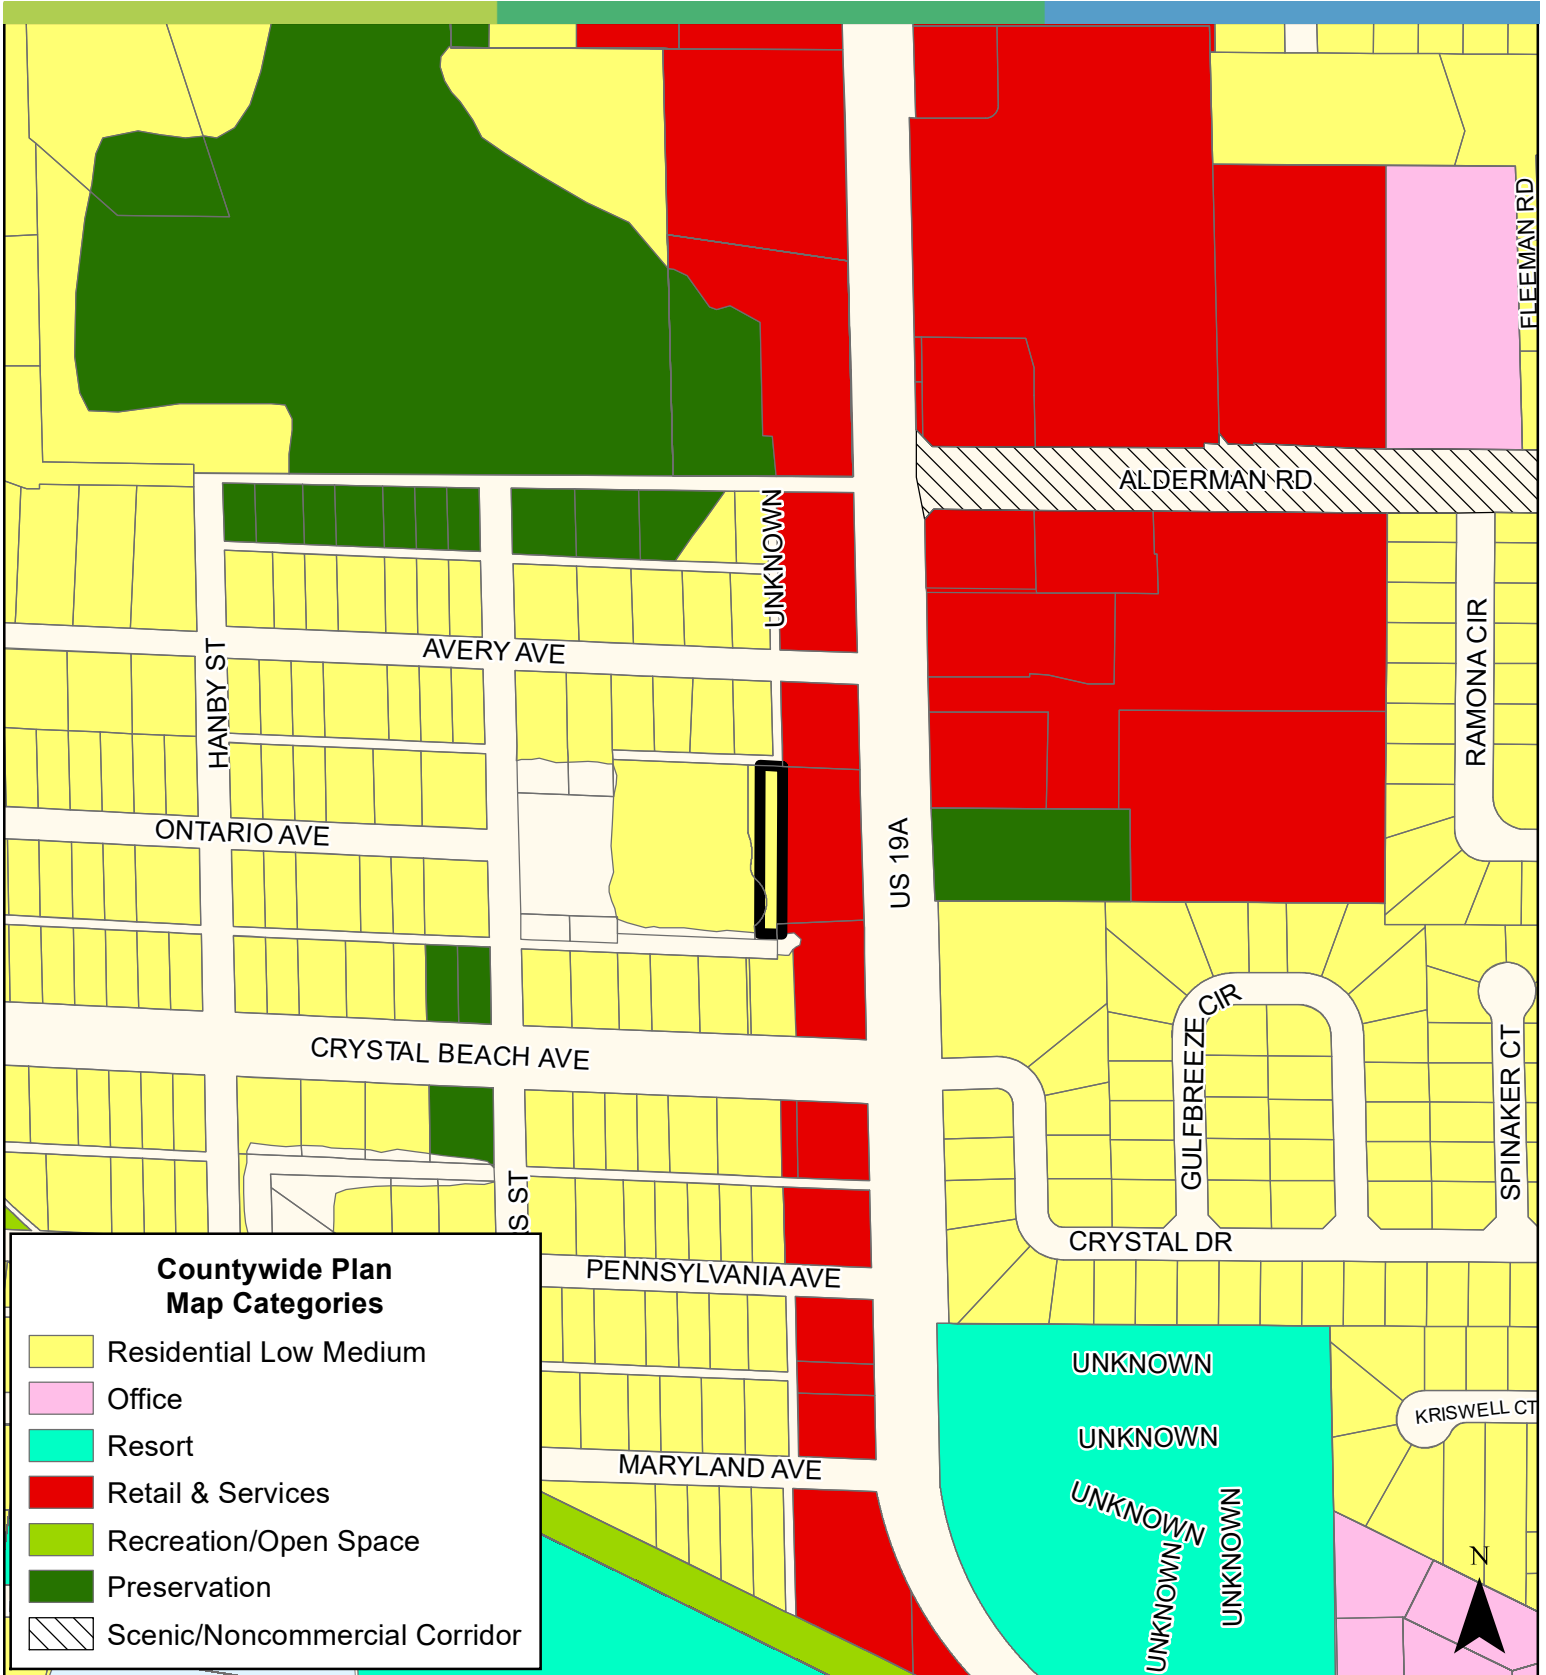 FLEEMAN RD
ALDERMAN RD
UNKNOWN
AVERY AVE
HANBY ST
RAMONA CIR
ONTARIO AVE
US 19A
CRYSTAL BEACH AVE
GULFBREEZE CIR
SPINAKER CT
S ST
CRYSTAL DR
PENNSYLVANIA AVE
UNKNOWN
UNKNOWN
KRISWELL CT
MARYLAND AVE
UNKNOWN
UNKNOWN
UNKNOWN
N
Countywide Plan
Map Categories
Residential Low Medium
Office
Resort
Retail & Services
Recreation/Open Space
Preservation
Scenic/Noncommercial Corridor